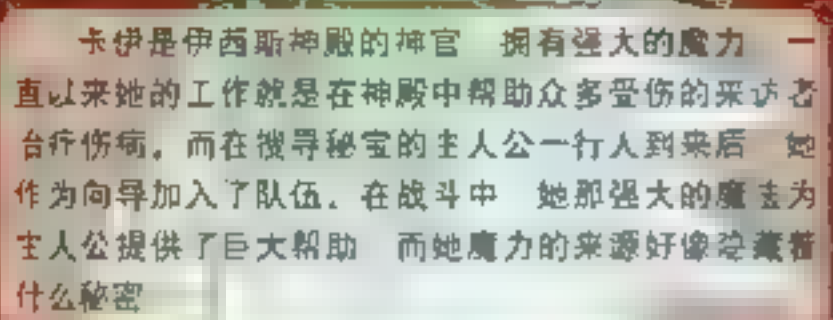 卡伊是伊西斯神殿的神官 拥有强大的魔力 一
直以来她的工作就是在神殿中帮助众多受伤的来访者
治疗伤病。而在搜寻秘宝的主人公一行人到来后 她
作为向导加入了队伍。在战斗中 她那强大的魔法为
主人公提供了巨大帮助 而她魔力的来源好像隐藏着
什么秘密